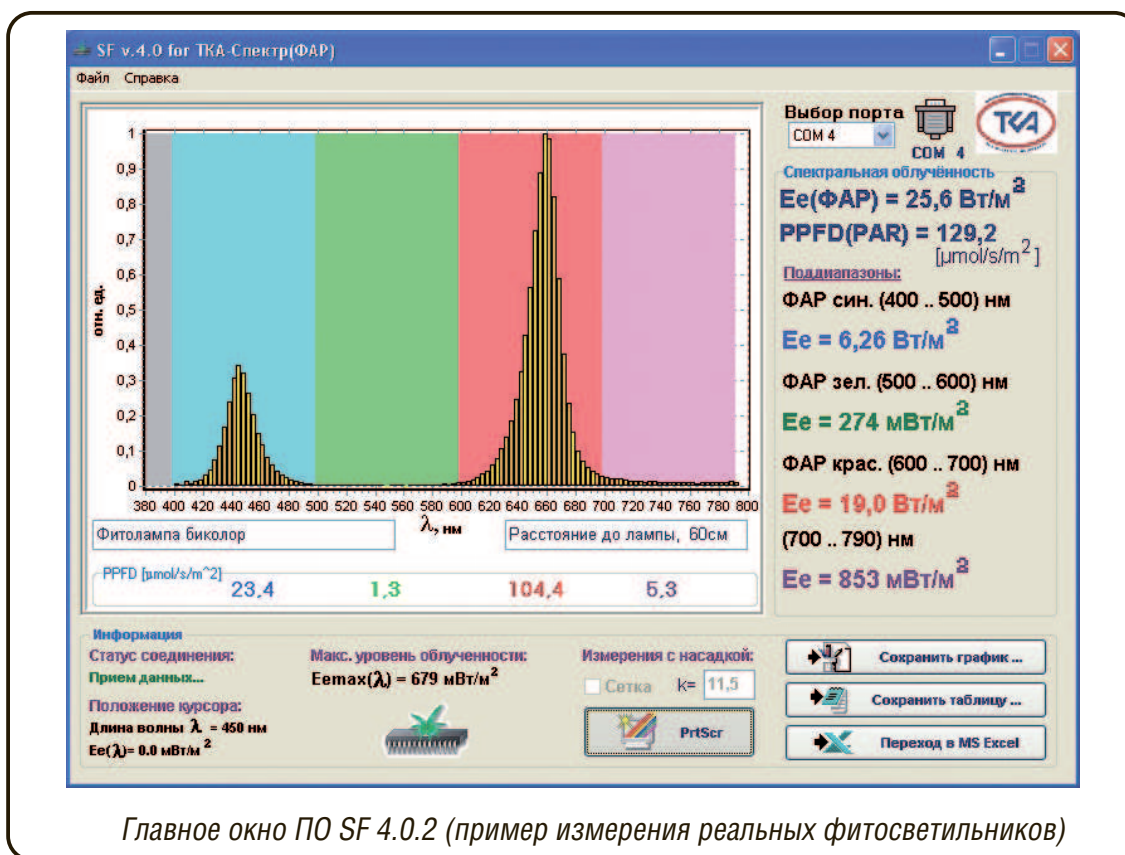 SF v.4.0 for ТКА-Спектр(ФАР)
Файл Справка
Выбор порта
COM 4
COM 4
ТКА
Спектральная облучённость
Ee(ФАР) = 25,6 Вт/м²
PPFD(PAR) = 129,2
[µmol/s/m²]
Поддиапазоны:
ФАР син. (400 .. 500) нм
Ee = 6,26 Вт/м²
ФАР зел. (500 .. 600) нм
Ee = 274 мВт/м²
ФАР крас. (600 .. 700) нм
Ee = 19,0 Вт/м²
(700 .. 790) нм
Ee = 853 мВт/м²
отн. ед.
1
0,9
0,8
0,7
0,6
0,5
0,4
0,3
0,2
0,1
0
380 400 420 440 460 480 500 520 540 560 580 600 620 640 660 680 700 720 740 760 780 800
λ, нм
Фитолампа биколор
Расстояние до лампы, 60см
PPFD [µmol/s/m^2]
23,4 1,3 104,4 5,3
Информация
Статус соединения:
Прием данных...
Положение курсора:
Длина волны λ = 450 нм
Ee(λ)= 0.0 мВт/м²
Макс. уровень облученности:
Eemax(λ) = 679 мВт/м²
Измерения с насадкой:
Сетка k= 11,5
PrtScr
Сохранить график ...
Сохранить таблицу ...
Переход в MS Excel
Главное окно ПО SF 4.0.2 (пример измерения реальных фитосветильников)